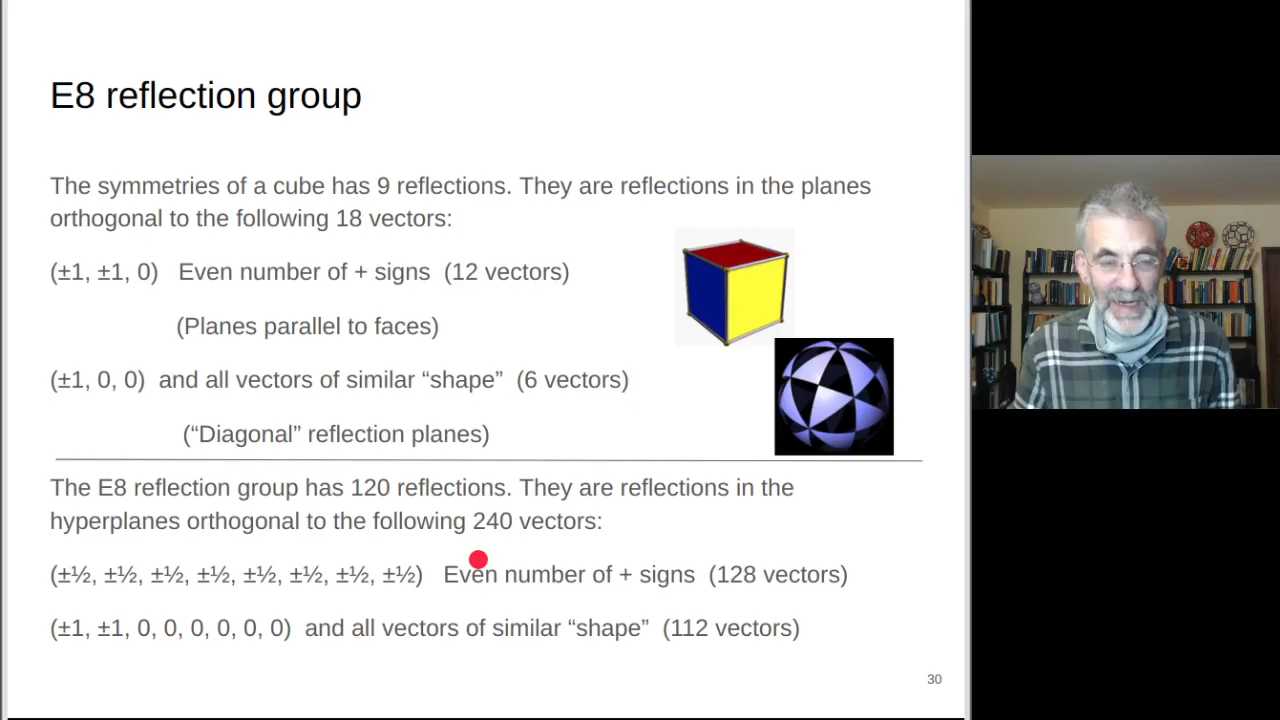 E8 reflection group
The symmetries of a cube has 9 reflections. They are reflections in the planes
orthogonal to the following 18 vectors:
(±1, ±1, 0) Even number of + signs (12 vectors)
(Planes parallel to faces)
(±1, 0, 0) and all vectors of similar “shape” (6 vectors)
(“Diagonal” reflection planes)
The E8 reflection group has 120 reflections. They are reflections in the
hyperplanes orthogonal to the following 240 vectors:
(±½, ±½, ±½, ±½, ±½, ±½, ±½, ±½) Even number of + signs (128 vectors)
(±1, ±1, 0, 0, 0, 0, 0, 0) and all vectors of similar “shape” (112 vectors)
30